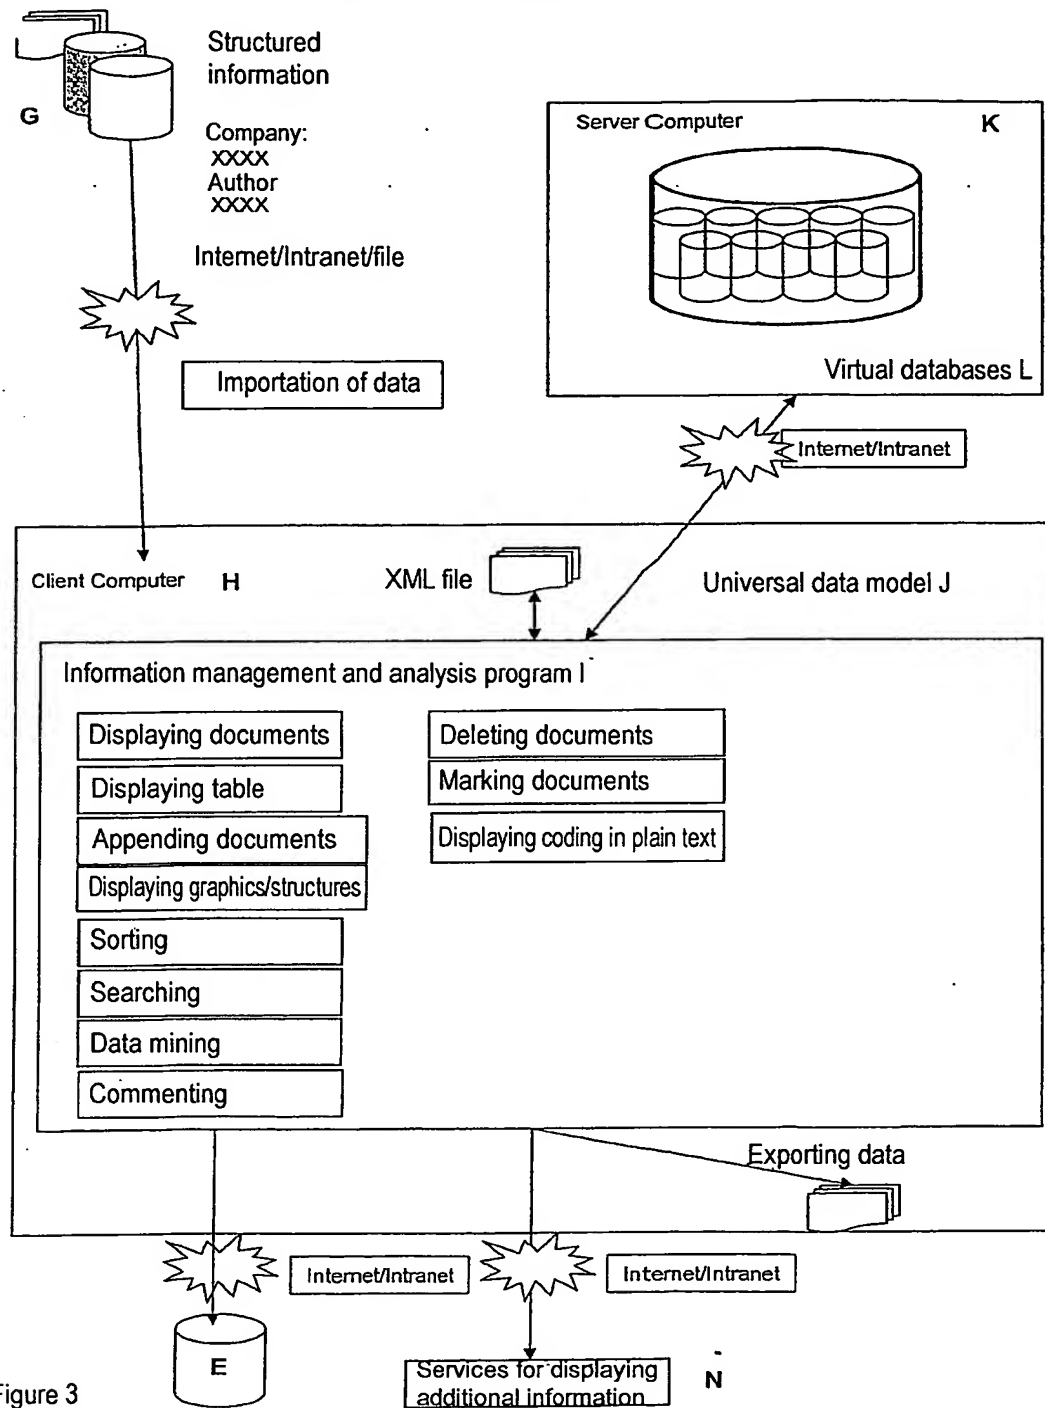 Structured
information
G
Company:
XXXX
Author
XXXX
Internet/Intranet/file
Importation of data
Server Computer
K
Virtual databases L
Internet/Intranet
Client Computer
H
XML file
Universal data model J
Information management and analysis program I
Displaying documents
Displaying table
Appending documents
Displaying graphics/structures
Sorting
Searching
Data mining
Commenting
Deleting documents
Marking documents
Displaying coding in plain text
Exporting data
Internet/Intranet
Internet/Intranet
E
Services for displaying
additional information
N
Figure 3